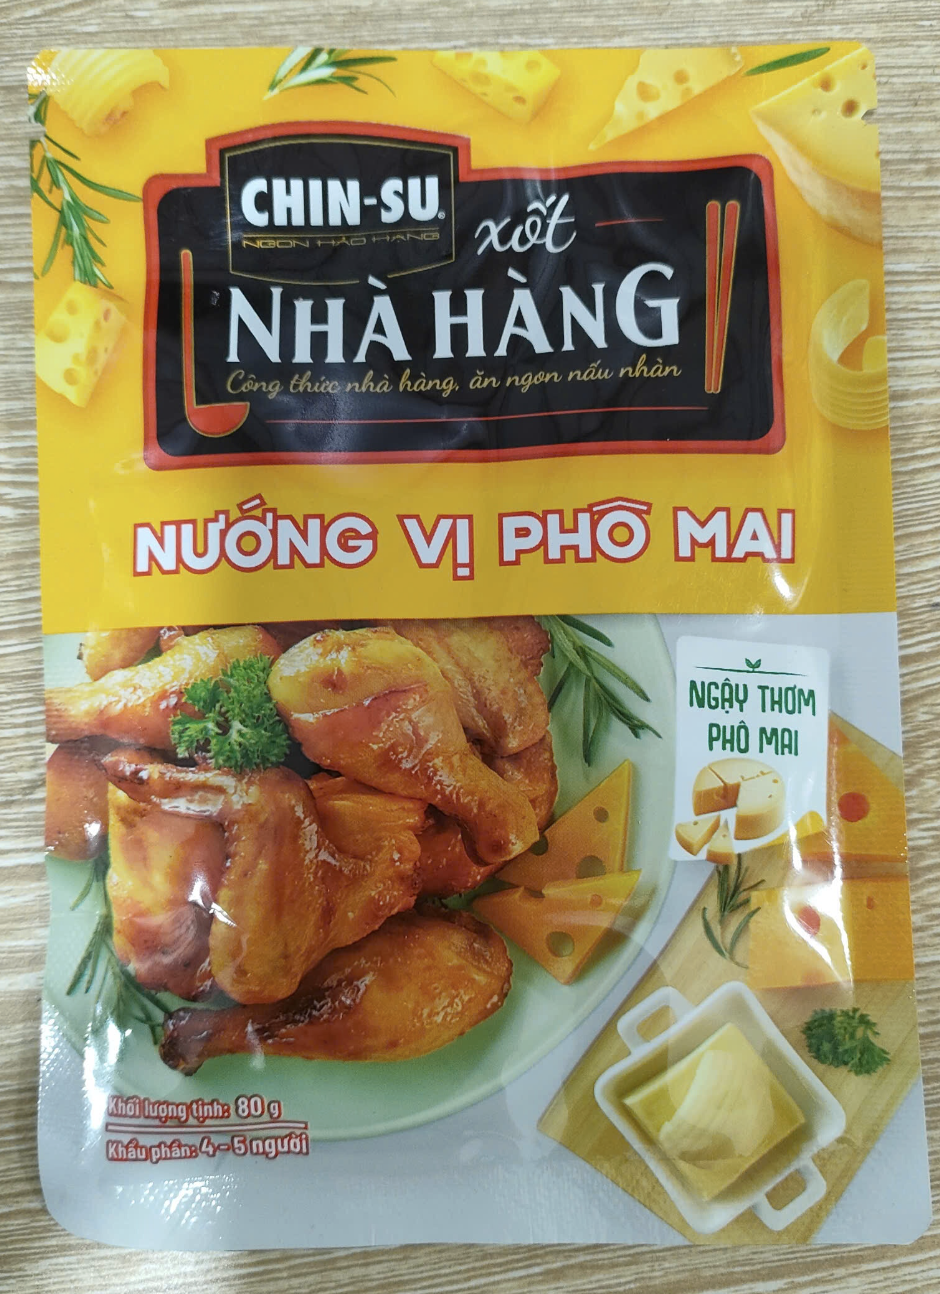 CHIN-SU®
NGON HẢO HẠNG
xốt
NHÀ HÀNG
Công thức nhà hàng, ăn ngon nấu nhàn
NƯỚNG VỊ PHÔ MAI
NGẬY THƠM
PHÔ MAI
Khối lượng tịnh: 80 g
Khẩu phần: 4 - 5 người